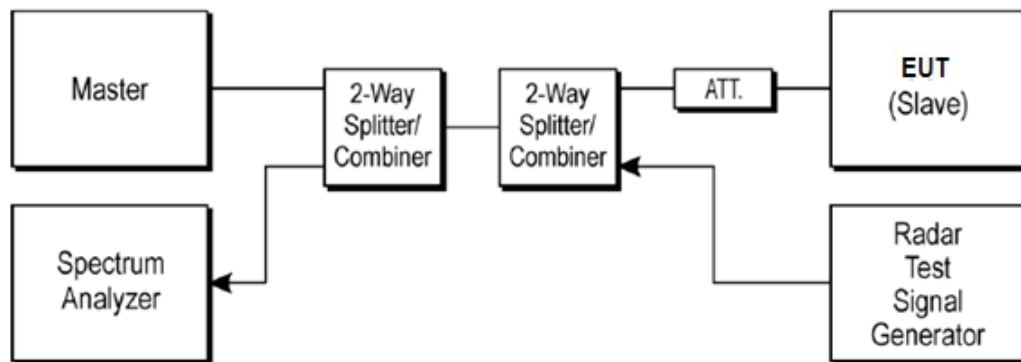 Master
2-Way
Splitter/
Combiner
2-Way
Splitter/
Combiner
ATT.
EUT
(Slave)
Spectrum
Analyzer
Radar
Test
Signal
Generator